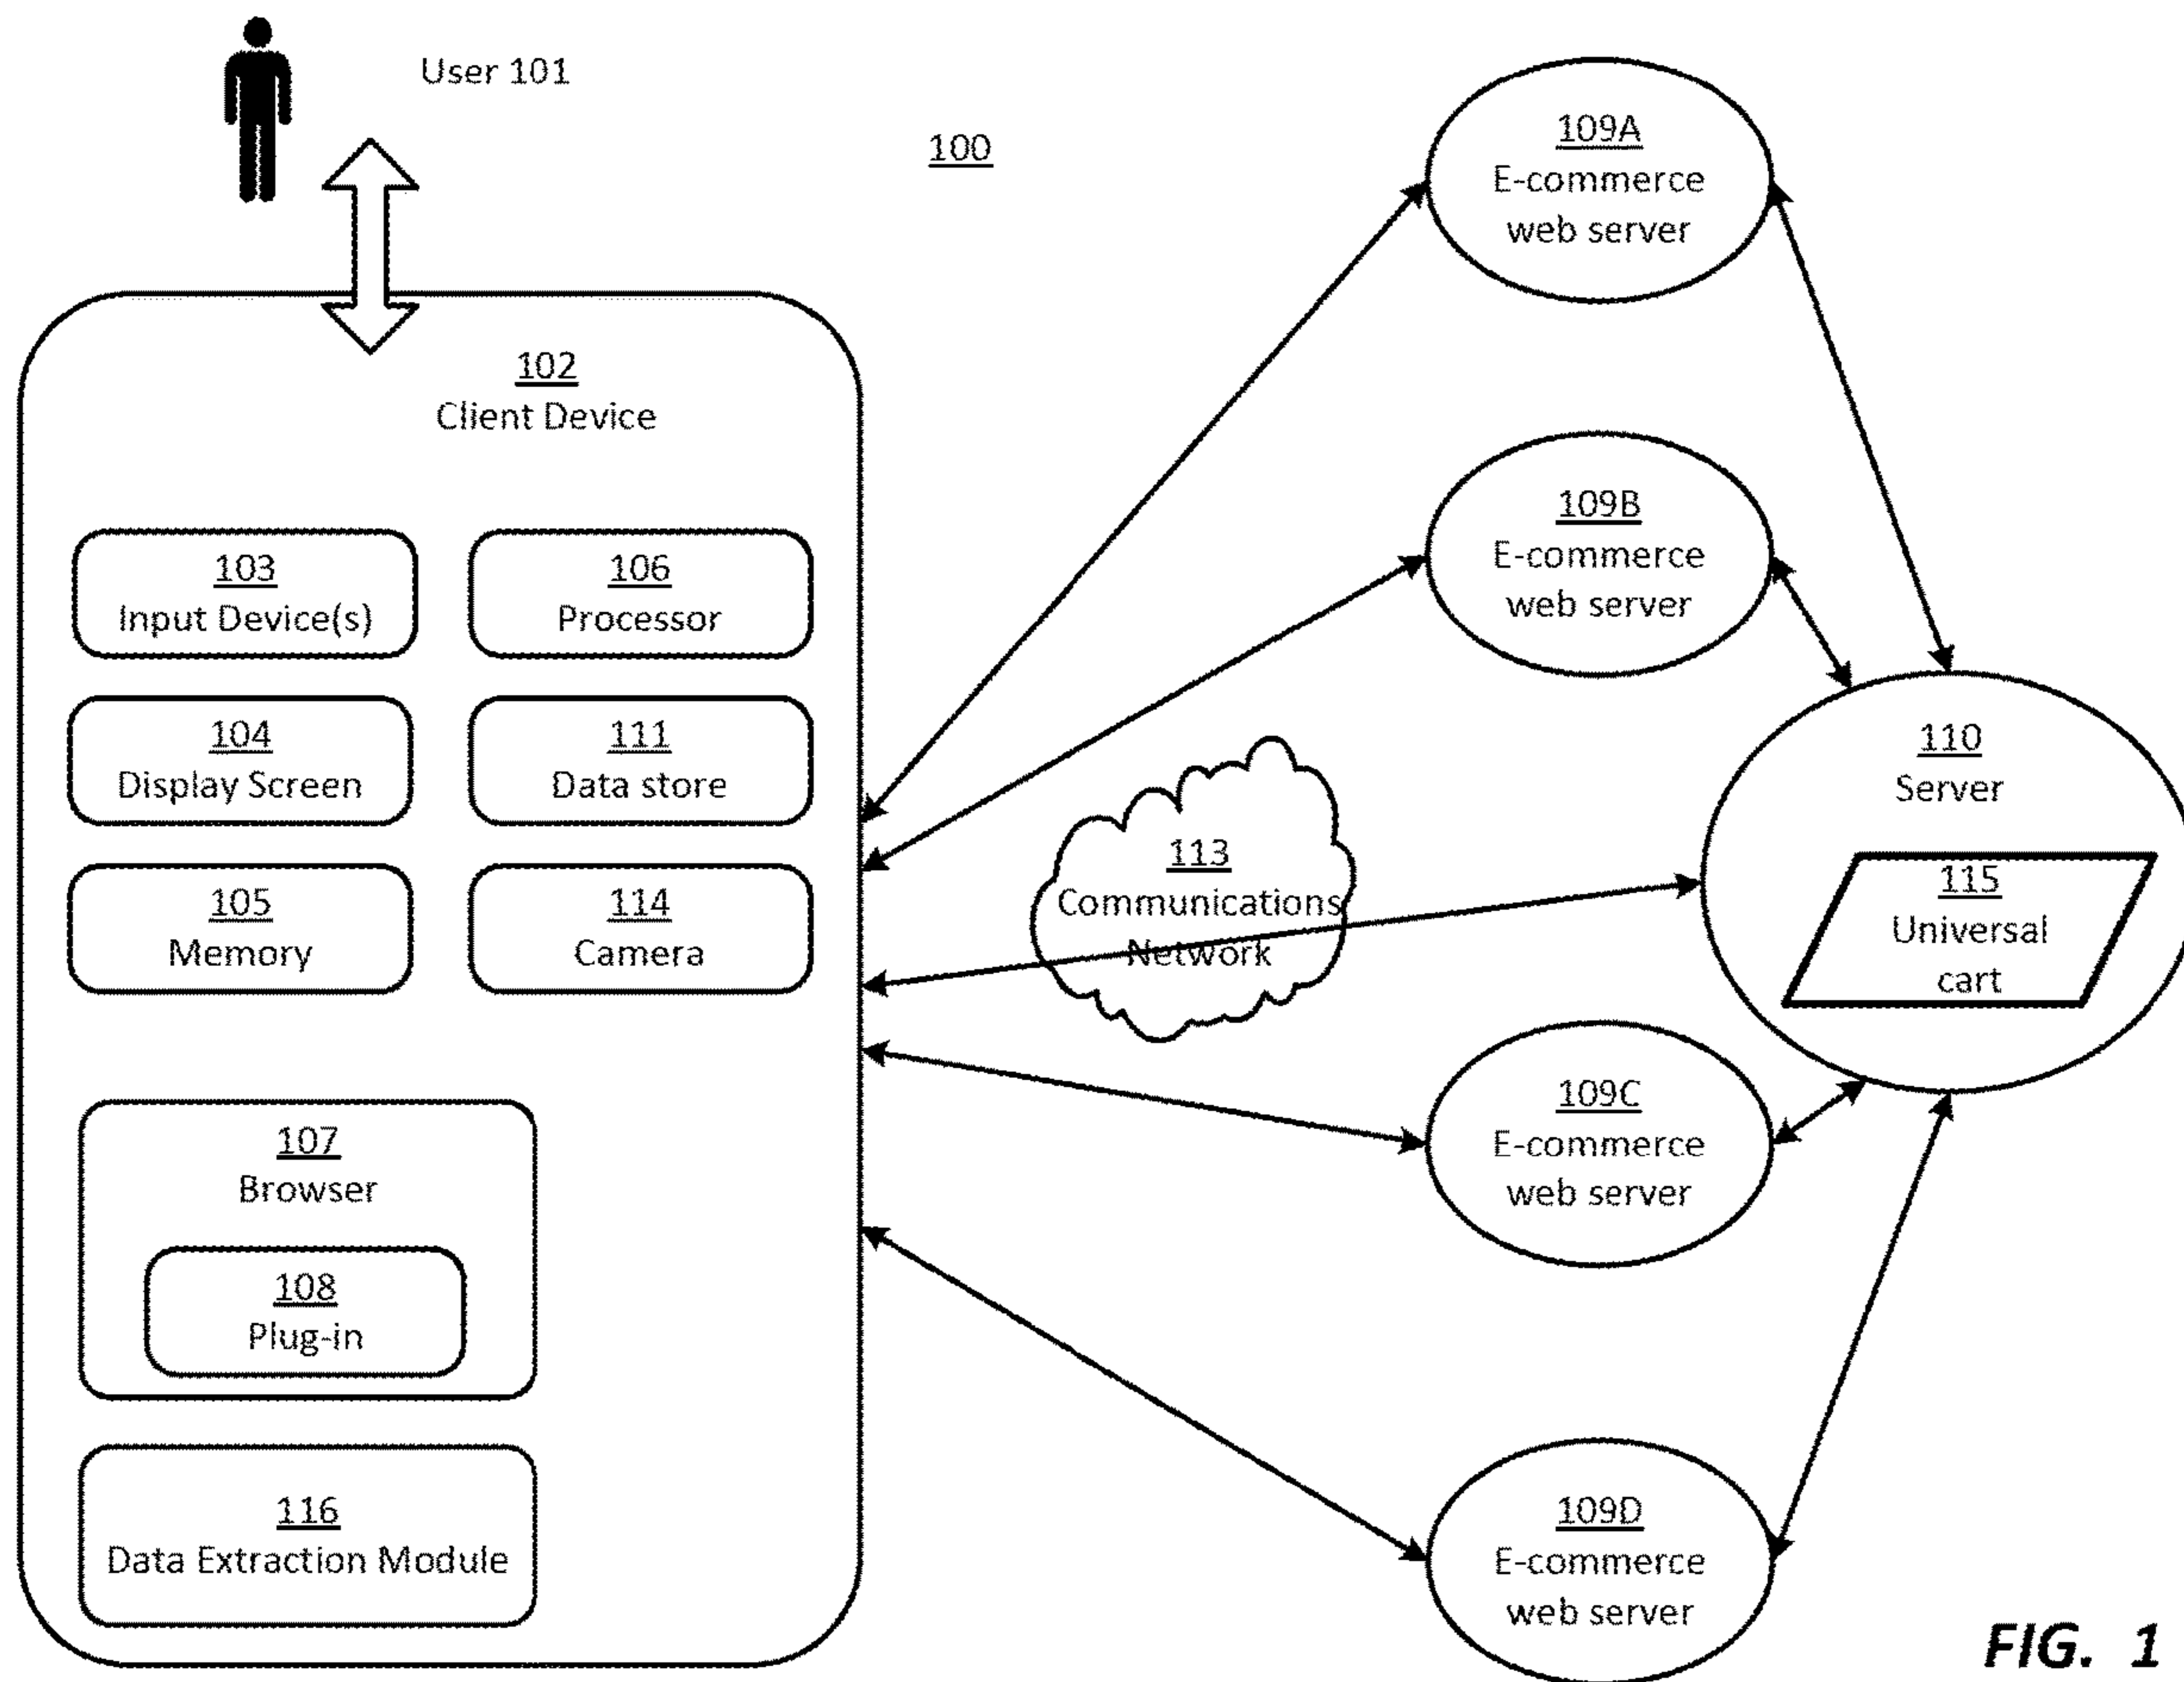 User 101
100
102
Client Device
103
Input Device(s)
106
Processor
104
Display Screen
111
Data store
105
Memory
114
Camera
107
Browser
108
Plug-in
116
Data Extraction Module
113
Communications
Network
109A
E-commerce
web server
109B
E-commerce
web server
110
Server
115
Universal
cart
109C
E-commerce
web server
109D
E-commerce
web server
FIG. 1